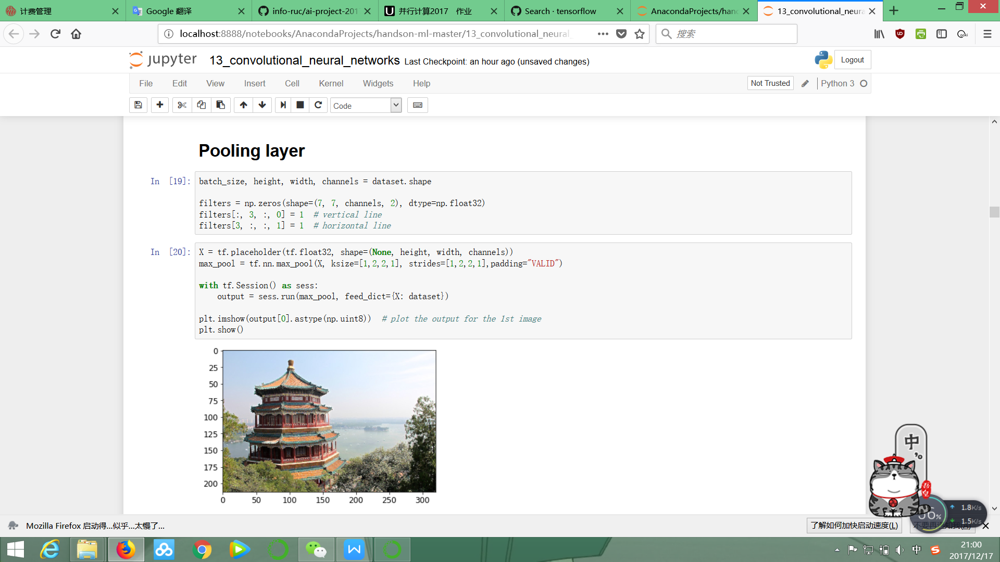 计费管理
Google 翻译
info-ruc/ai-project-201
并行计算2017 作业
Search · tensorflow
AnacondaProjects/hand
13_convolutional_neura
localhost:8888/notebooks/AnacondaProjects/handson-ml-master/13_convolutional_neural_
搜索
jupyter
13_convolutional_neural_networks Last Checkpoint: an hour ago (unsaved changes)
Logout
File Edit View Insert Cell Kernel Widgets Help
Not Trusted
Python 3
Code
Pooling layer
In [19]:
batch_size, height, width, channels = dataset.shape
filters = np.zeros(shape=(7, 7, channels, 2), dtype=np.float32)
filters[:, 3, :, 0] = 1  # vertical line
filters[3, :, :, 1] = 1  # horizontal line
In [20]:
X = tf.placeholder(tf.float32, shape=(None, height, width, channels))
max_pool = tf.nn.max_pool(X, ksize=[1,2,2,1], strides=[1,2,2,1],padding="VALID")
with tf.Session() as sess:
    output = sess.run(max_pool, feed_dict={X: dataset})
plt.imshow(output[0].astype(np.uint8))  # plot the output for the 1st image
plt.show()
0
25
50
75
100
125
150
175
200
0 50 100 150 200 250 300
中
1.8K/s
56%
1.5K/s
Mozilla Firefox 启动得...似乎...太慢了...
了解如何加快启动速度(L)
不要再通知我(A)
中
21:00
2017/12/17